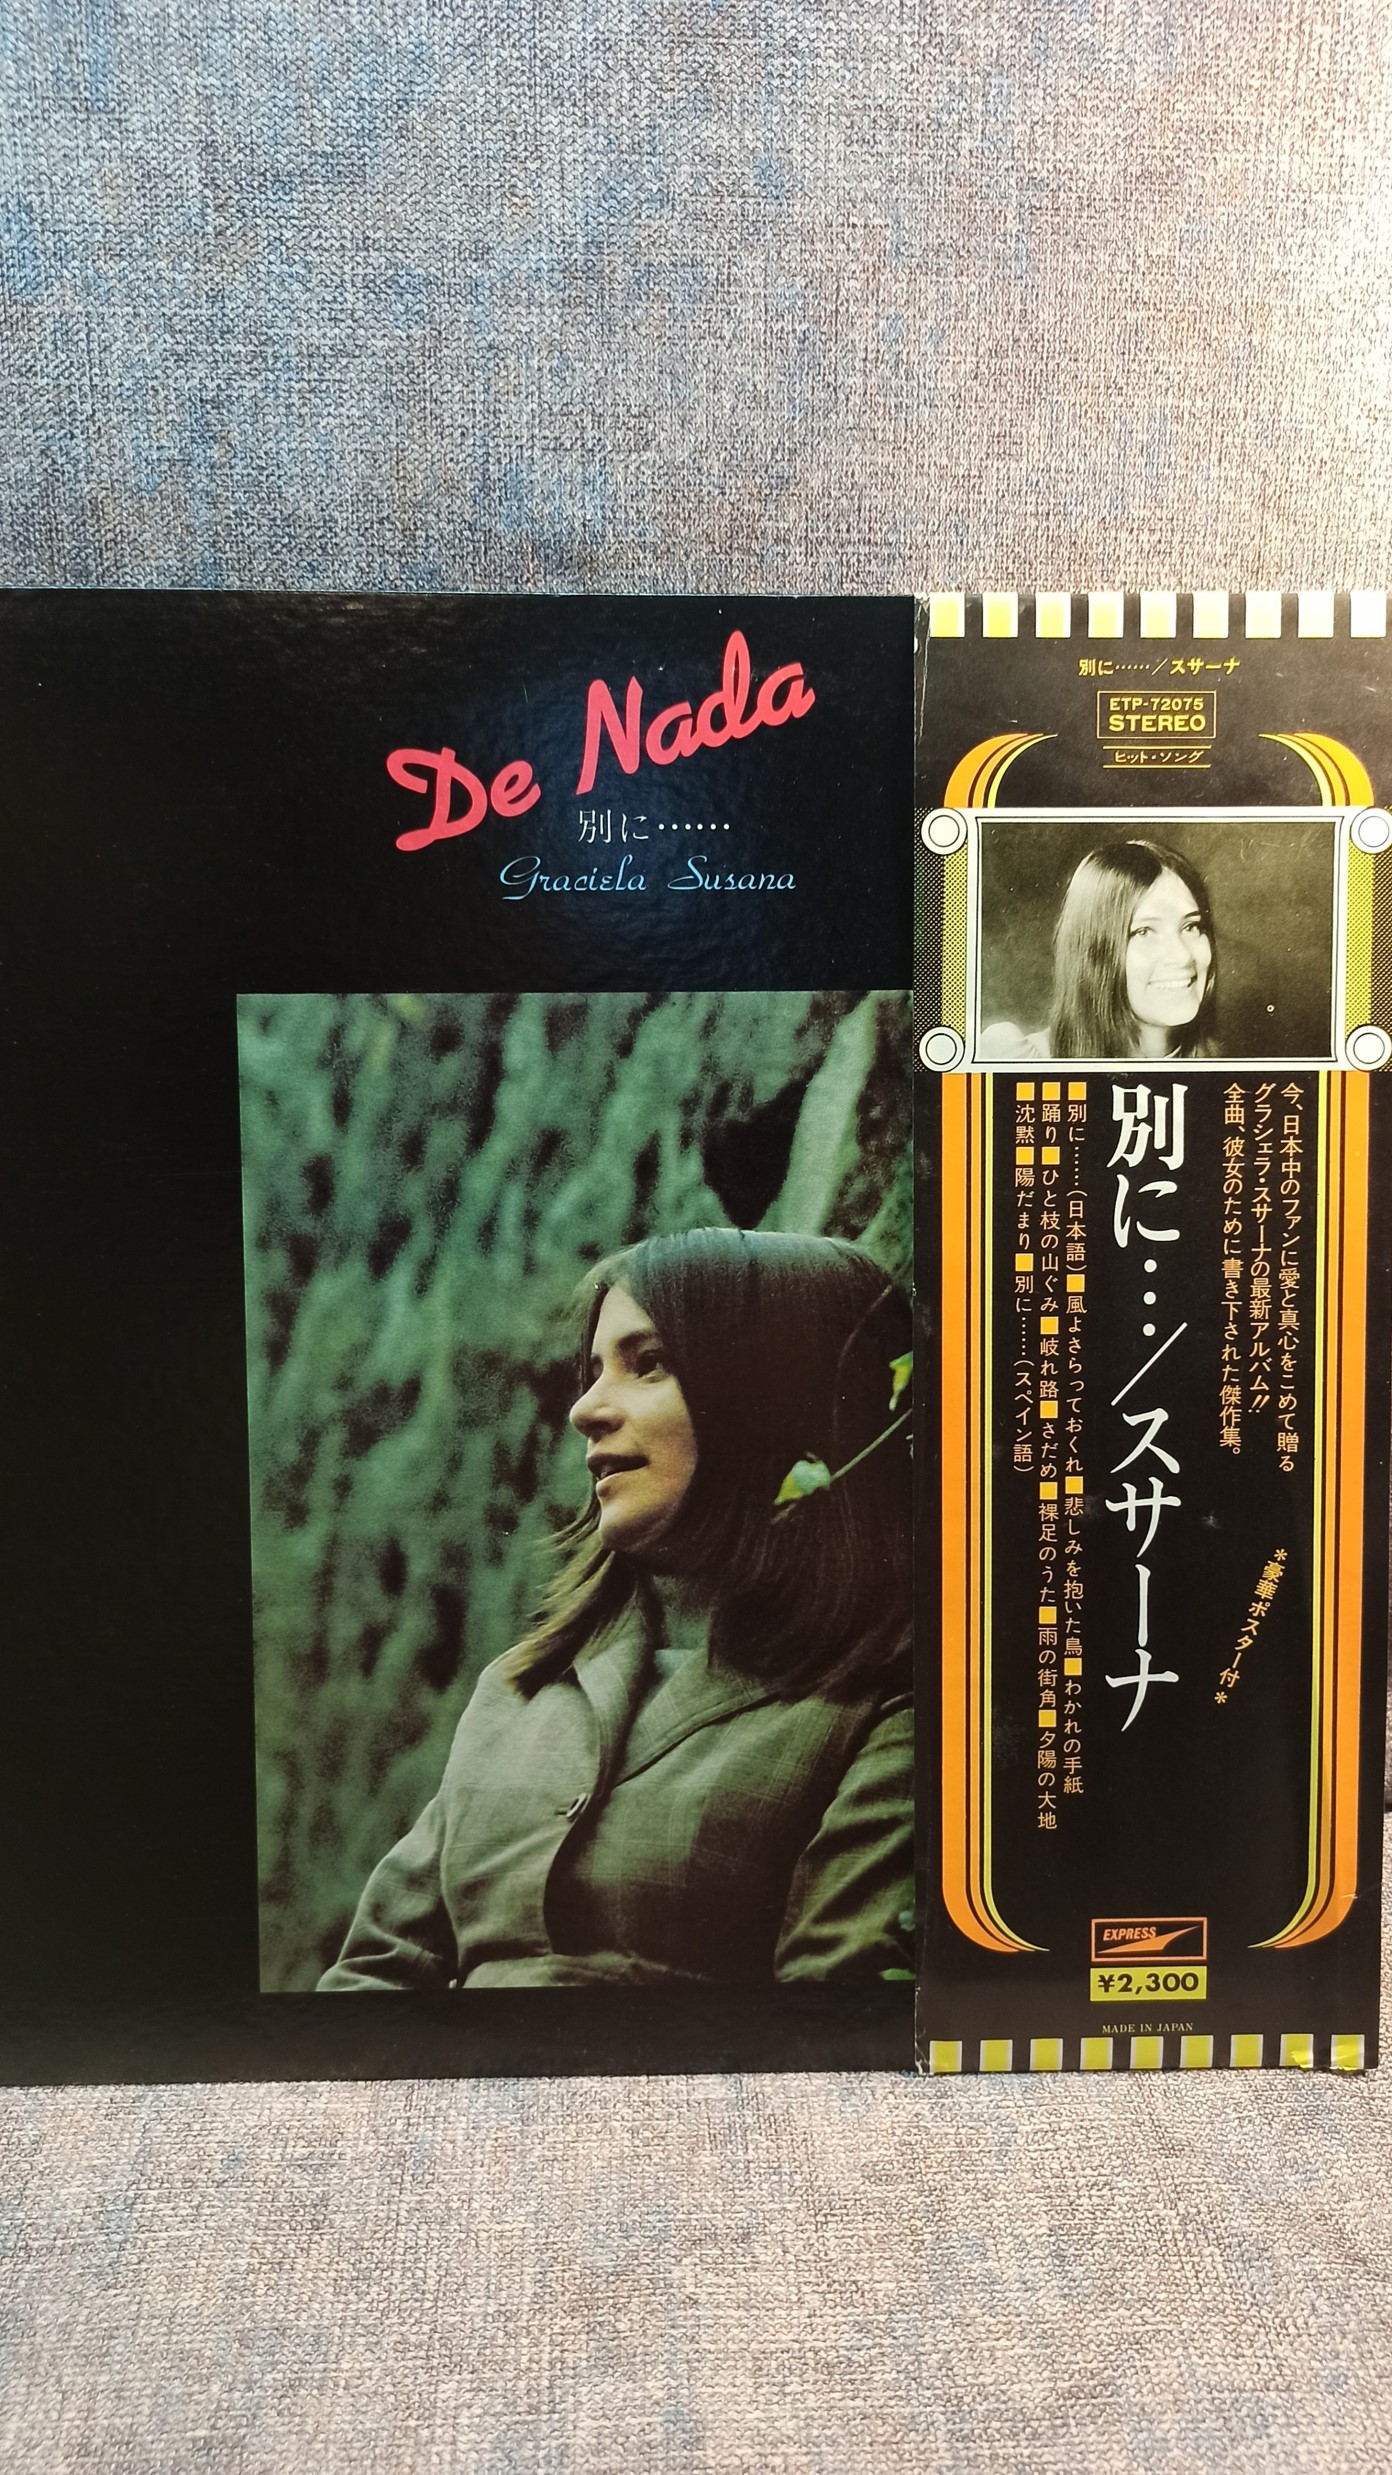 De Nada
別に……
Graciela Susana
別に……／スサーナ
ETP-72075
STEREO
ヒット・ソング
今、日本中のファンに愛と真心をこめて贈る
グラシェラ・スサーナの最新アルバム!!
全曲、彼女のために書き下された傑作集。
＊豪華ポスター付＊
別に…／スサーナ
■別に……（日本語）■風よさらっておくれ■悲しみを抱いた鳥■わかれの手紙
■踊り■ひと枝の山ぐみ■岐れ路■さだめ■裸足のうた■雨の街角■夕陽の大地
■沈黙■陽だまり■別に……（スペイン語）
EXPRESS
¥2,300
MADE IN JAPAN